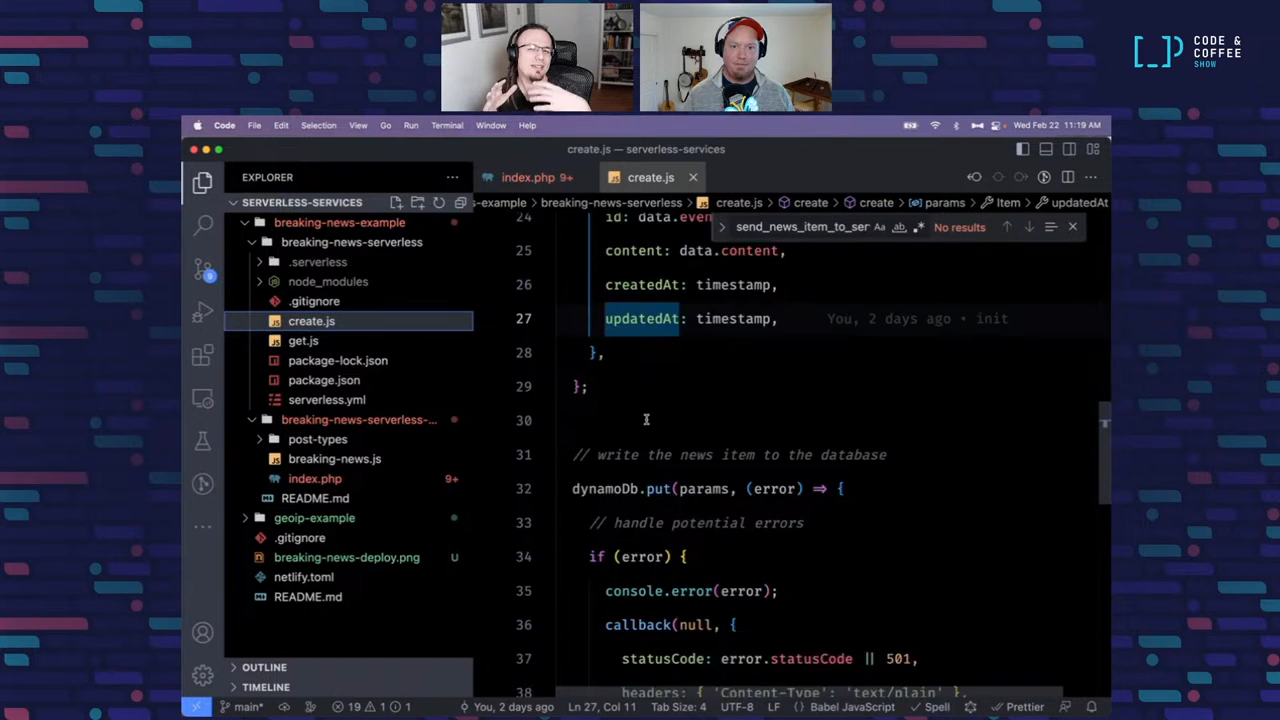 CODE &
COFFEE
SHOW
Code File Edit Selection View Go Run Terminal Window Help Wed Feb 22 11:19 AM
create.js — serverless-services
EXPLORER
index.php 9+
create.js
SERVERLESS-SERVICES
s-example > breaking-news-serverless > create.js > create > create > params > Item > updatedAt
breaking-news-example
breaking-news-serverless
.serverless
node_modules
.gitignore
create.js
get.js
package-lock.json
package.json
serverless.yml
breaking-news-serverless-...
post-types
breaking-news.js
index.php 9+
README.md
geoip-example
.gitignore
breaking-news-deploy.png U
netlify.toml
README.md
OUTLINE
TIMELINE
send_news_item_to_ser Aa ab No results
24 id: data.even
25 content: data.content,
26 createdAt: timestamp,
27 updatedAt: timestamp, You, 2 days ago • init
28 },
29 };
30
31 // write the news item to the database
32 dynamoDb.put(params, (error) => {
33 // handle potential errors
34 if (error) {
35 console.error(error);
36 callback(null, {
37 statusCode: error.statusCode || 501,
38 headers: { 'Content-Type': 'text/plain' },
main* 19 1 1 You, 2 days ago Ln 27, Col 11 Tab Size: 4 UTF-8 LF {} Babel JavaScript Spell Prettier